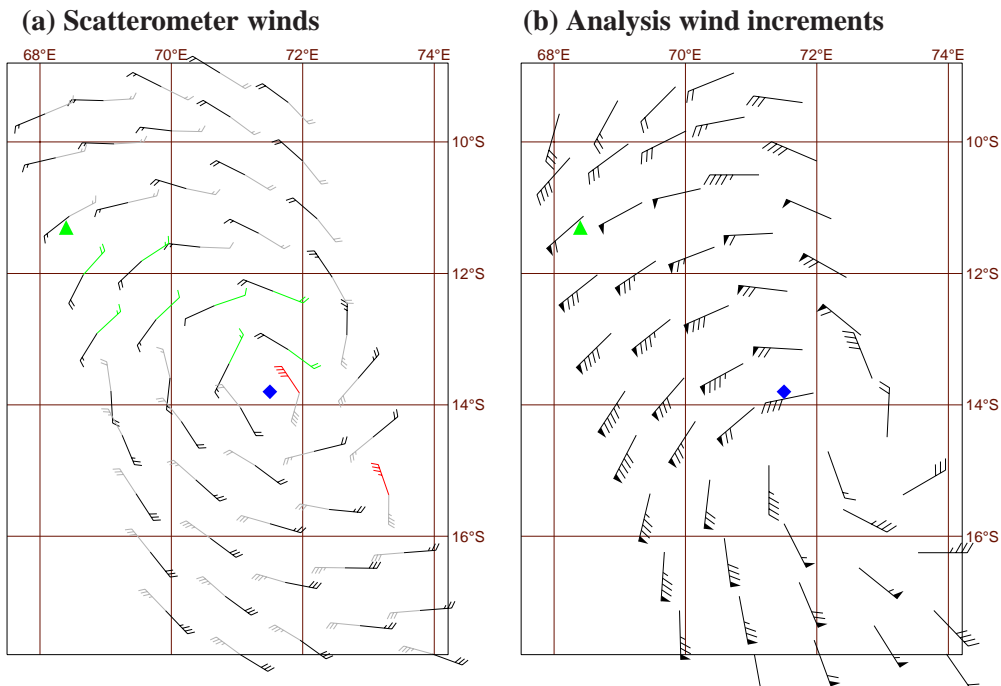 (a) Scatterometer winds
(b) Analysis wind increments
68°E 70°E 72°E 74°E
68°E 70°E 72°E 74°E
10°S
10°S
12°S
12°S
14°S
14°S
16°S
16°S